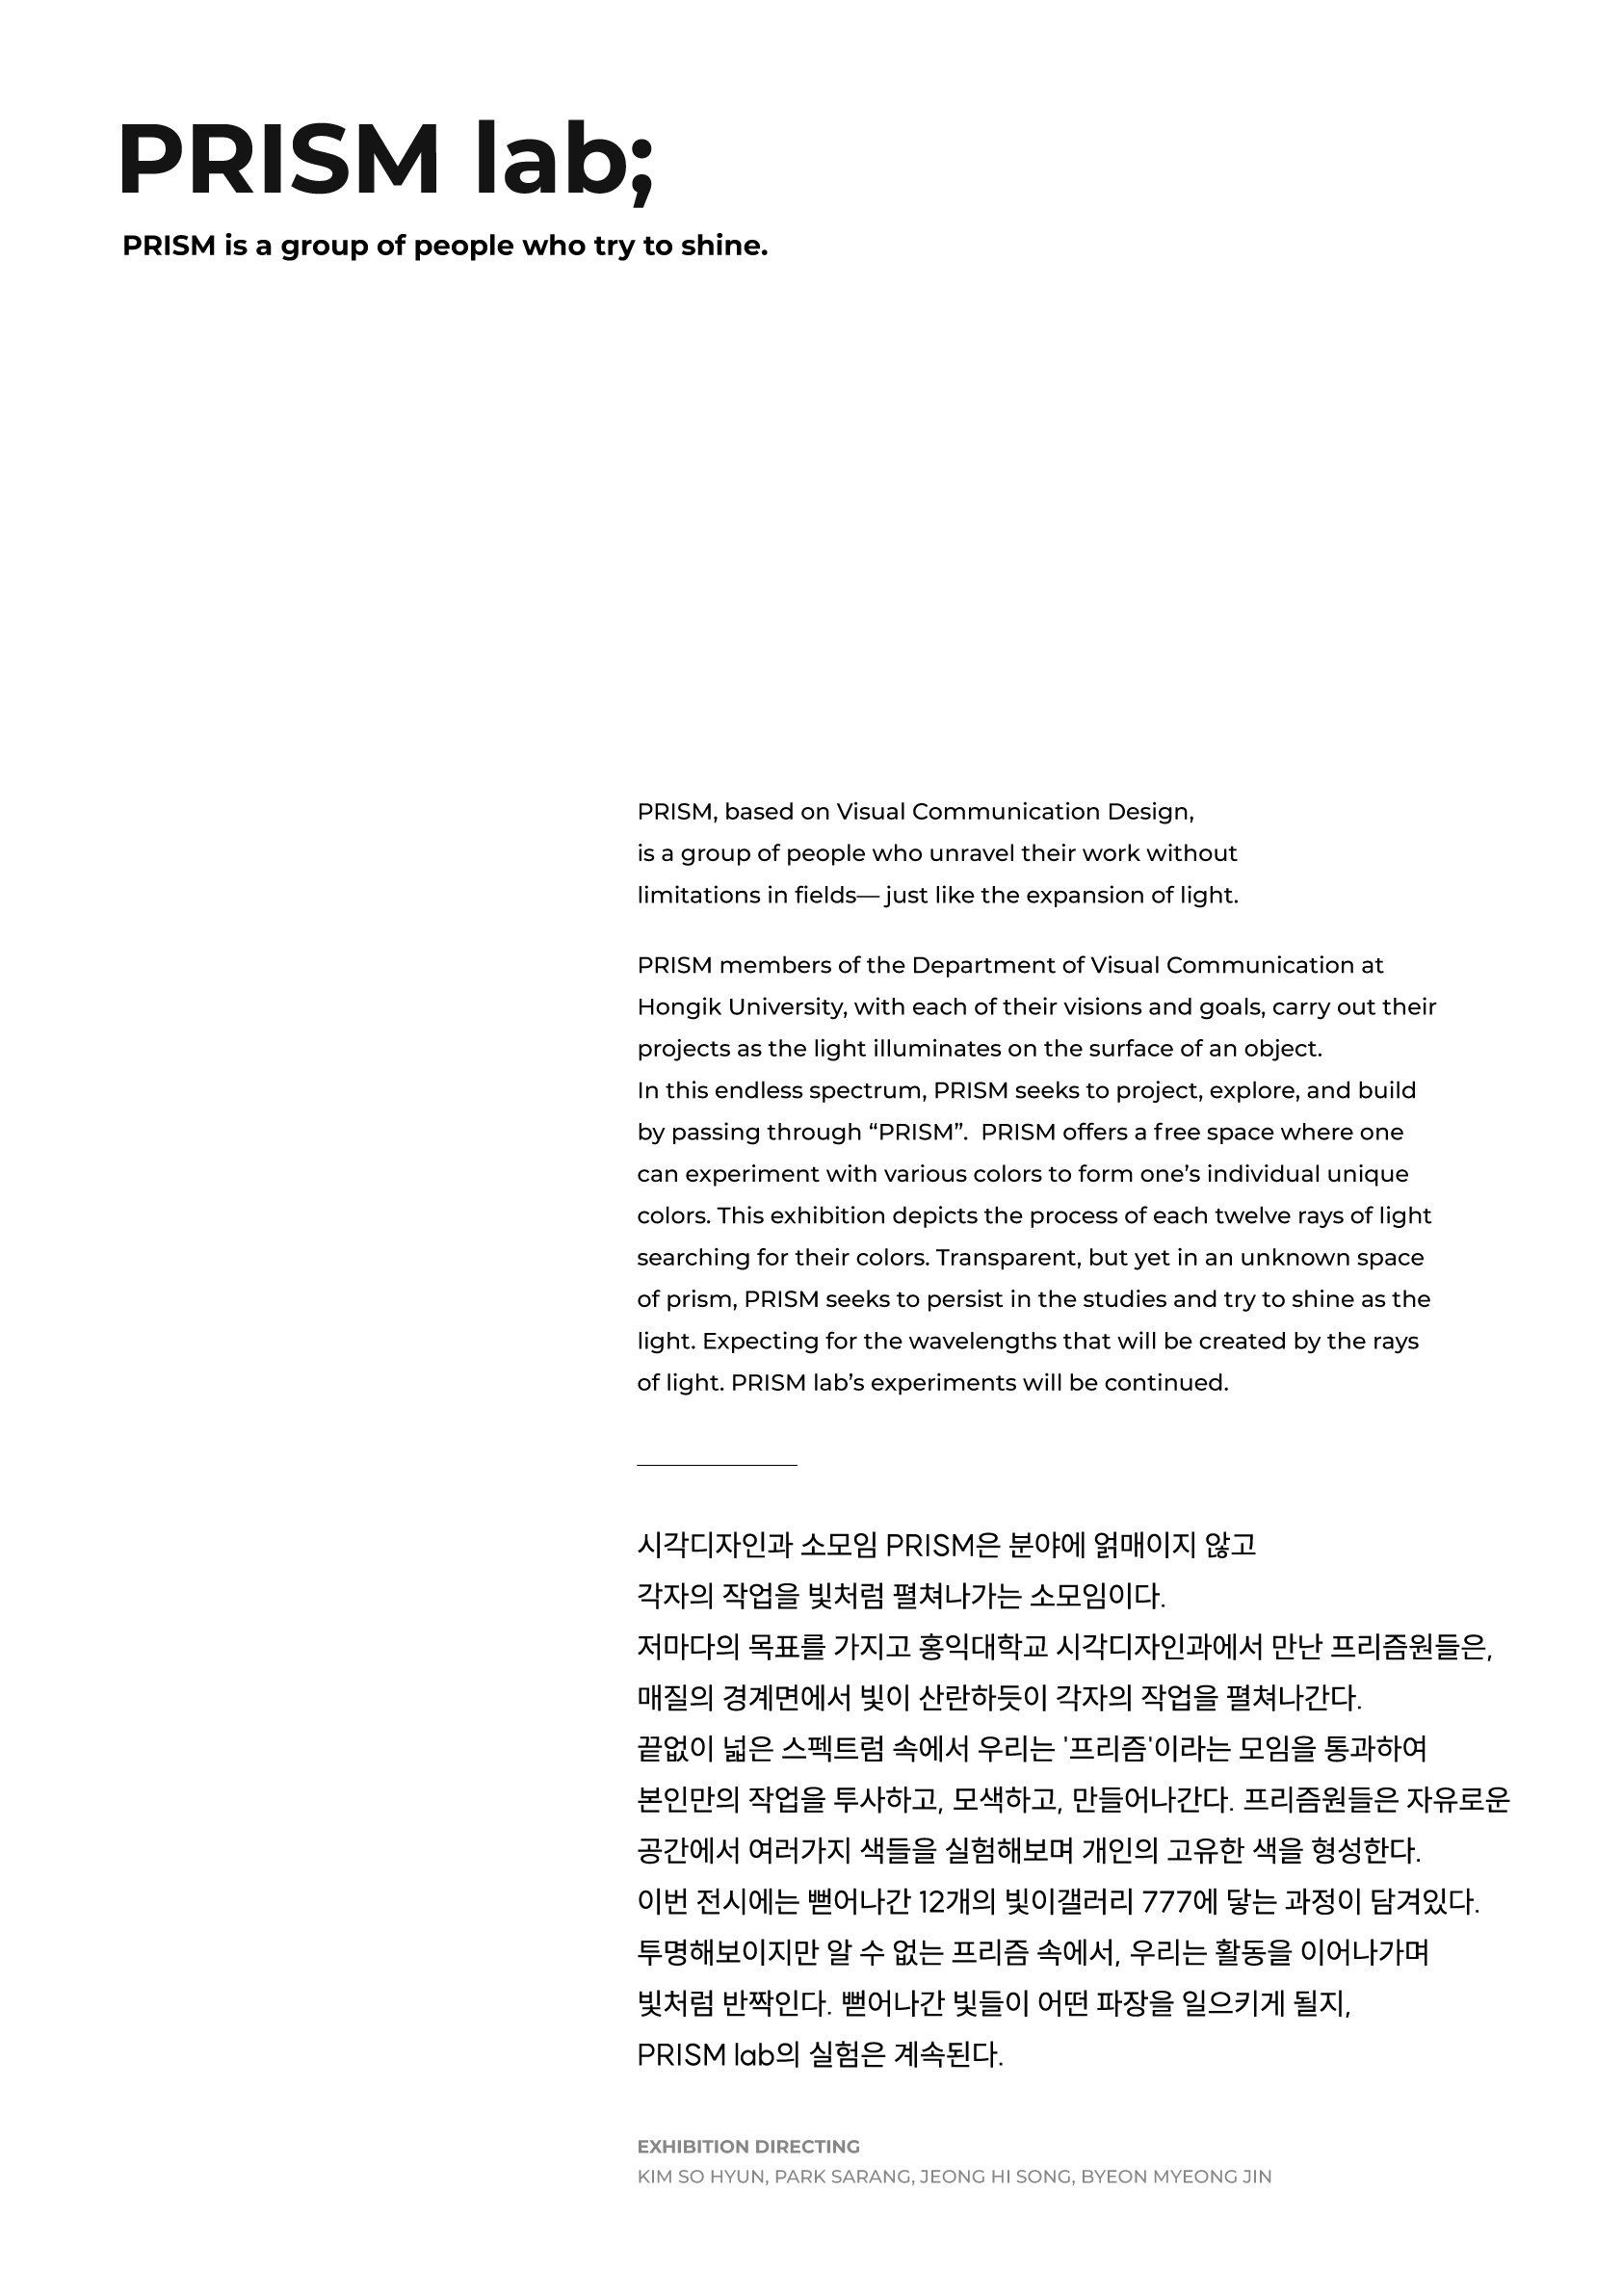 PRISM lab;
PRISM is a group of people who try to shine.
PRISM, based on Visual Communication Design,
is a group of people who unravel their work without
limitations in fields— just like the expansion of light.
PRISM members of the Department of Visual Communication at
Hongik University, with each of their visions and goals, carry out their
projects as the light illuminates on the surface of an object.
In this endless spectrum, PRISM seeks to project, explore, and build
by passing through “PRISM”.  PRISM offers a free space where one
can experiment with various colors to form one’s individual unique
colors. This exhibition depicts the process of each twelve rays of light
searching for their colors. Transparent, but yet in an unknown space
of prism, PRISM seeks to persist in the studies and try to shine as the
light. Expecting for the wavelengths that will be created by the rays
of light. PRISM lab’s experiments will be continued.
시각디자인과 소모임 PRISM은 분야에 얽매이지 않고
각자의 작업을 빛처럼 펼쳐나가는 소모임이다.
저마다의 목표를 가지고 홍익대학교 시각디자인과에서 만난 프리즘원들은,
매질의 경계면에서 빛이 산란하듯이 각자의 작업을 펼쳐나간다.
끝없이 넓은 스펙트럼 속에서 우리는 '프리즘'이라는 모임을 통과하여
본인만의 작업을 투사하고, 모색하고, 만들어나간다. 프리즘원들은 자유로운
공간에서 여러가지 색들을 실험해보며 개인의 고유한 색을 형성한다.
이번 전시에는 뻗어나간 12개의 빛이갤러리 777에 닿는 과정이 담겨있다.
투명해보이지만 알 수 없는 프리즘 속에서, 우리는 활동을 이어나가며
빛처럼 반짝인다. 뻗어나간 빛들이 어떤 파장을 일으키게 될지,
PRISM lab의 실험은 계속된다.
EXHIBITION DIRECTING
KIM SO HYUN, PARK SARANG, JEONG HI SONG, BYEON MYEONG JIN